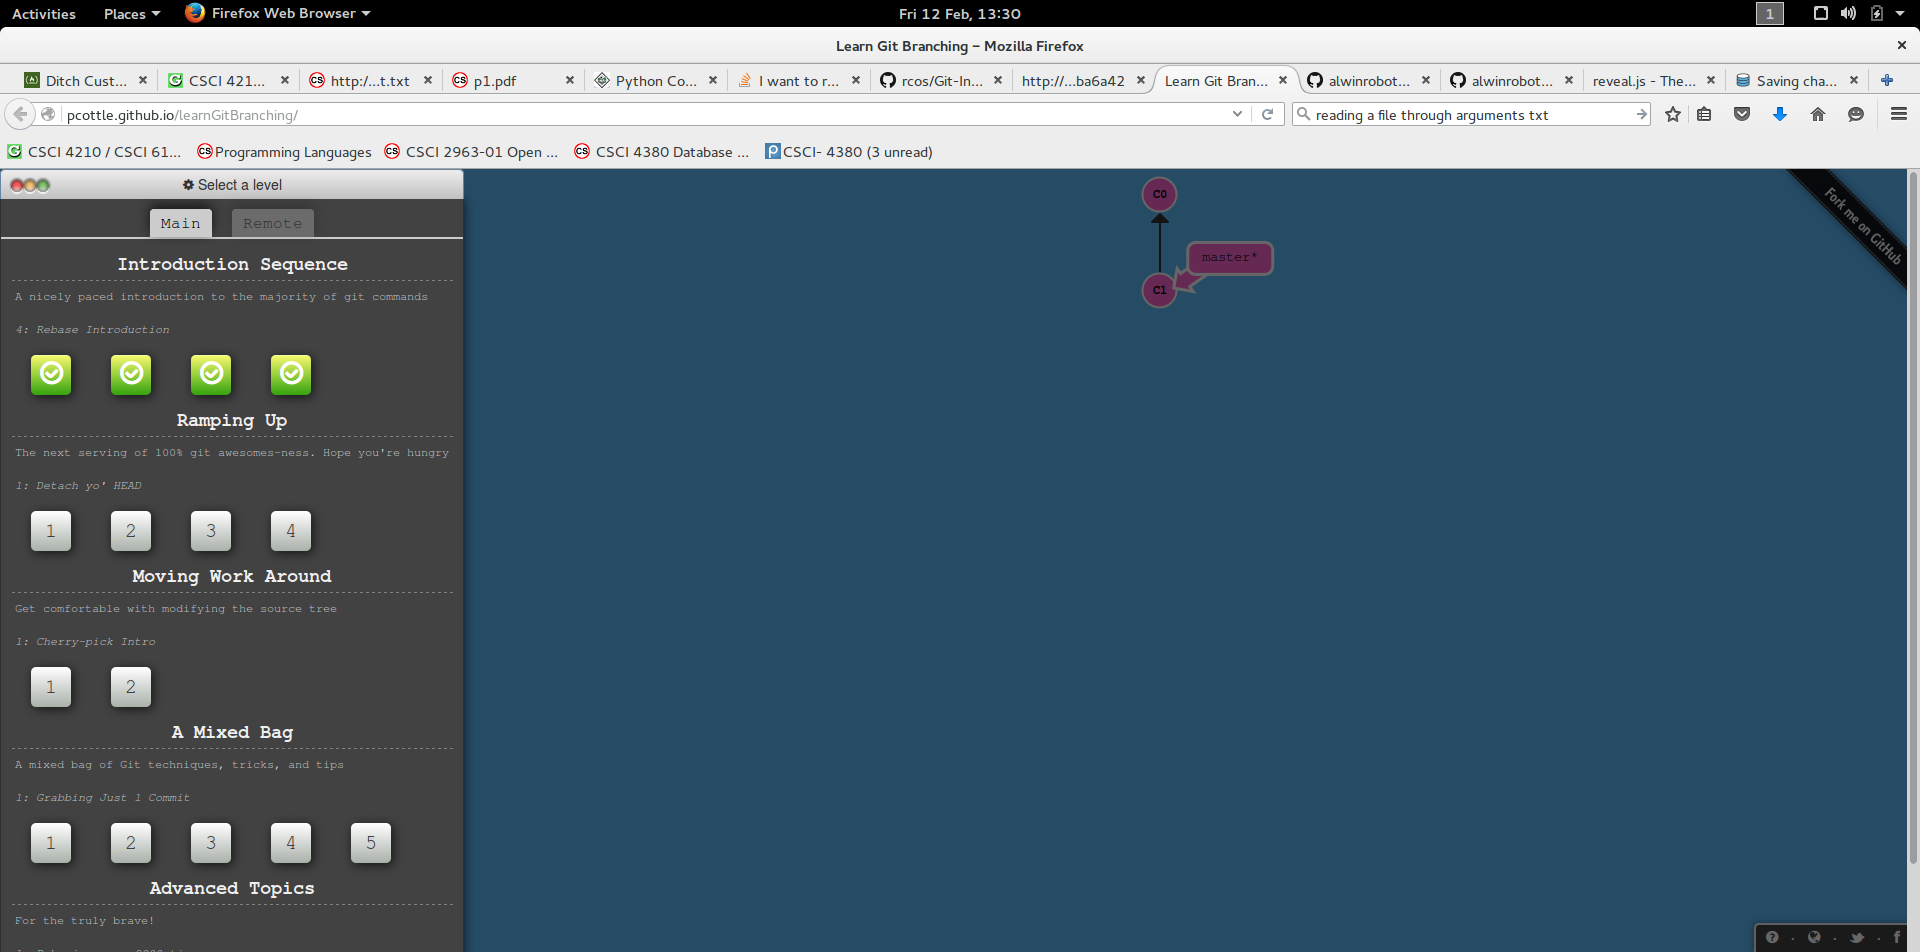 Activities Places Firefox Web Browser Fri 12 Feb, 13:30 1
Learn Git Branching – Mozilla Firefox
Ditch Cust... CSCI 421... http:/...t.txt p1.pdf Python Co... I want to r... rcos/Git-In... http://...ba6a42 Learn Git Bran... alwinrobot... alwinrobot... reveal.js - The... Saving cha...
pcottle.github.io/learnGitBranching/ reading a file through arguments txt
CSCI 4210 / CSCI 61... Programming Languages CSCI 2963-01 Open ... CSCI 4380 Database ... CSCI- 4380 (3 unread)
Select a level
Main Remote
Introduction Sequence
A nicely paced introduction to the majority of git commands
4: Rebase Introduction
Ramping Up
The next serving of 100% git awesomes-ness. Hope you're hungry
1: Detach yo' HEAD
1 2 3 4
Moving Work Around
Get comfortable with modifying the source tree
1: Cherry-pick Intro
1 2
A Mixed Bag
A mixed bag of Git techniques, tricks, and tips
1: Grabbing Just 1 Commit
1 2 3 4 5
Advanced Topics
For the truly brave!
C0
master*
C1
Fork me on GitHub